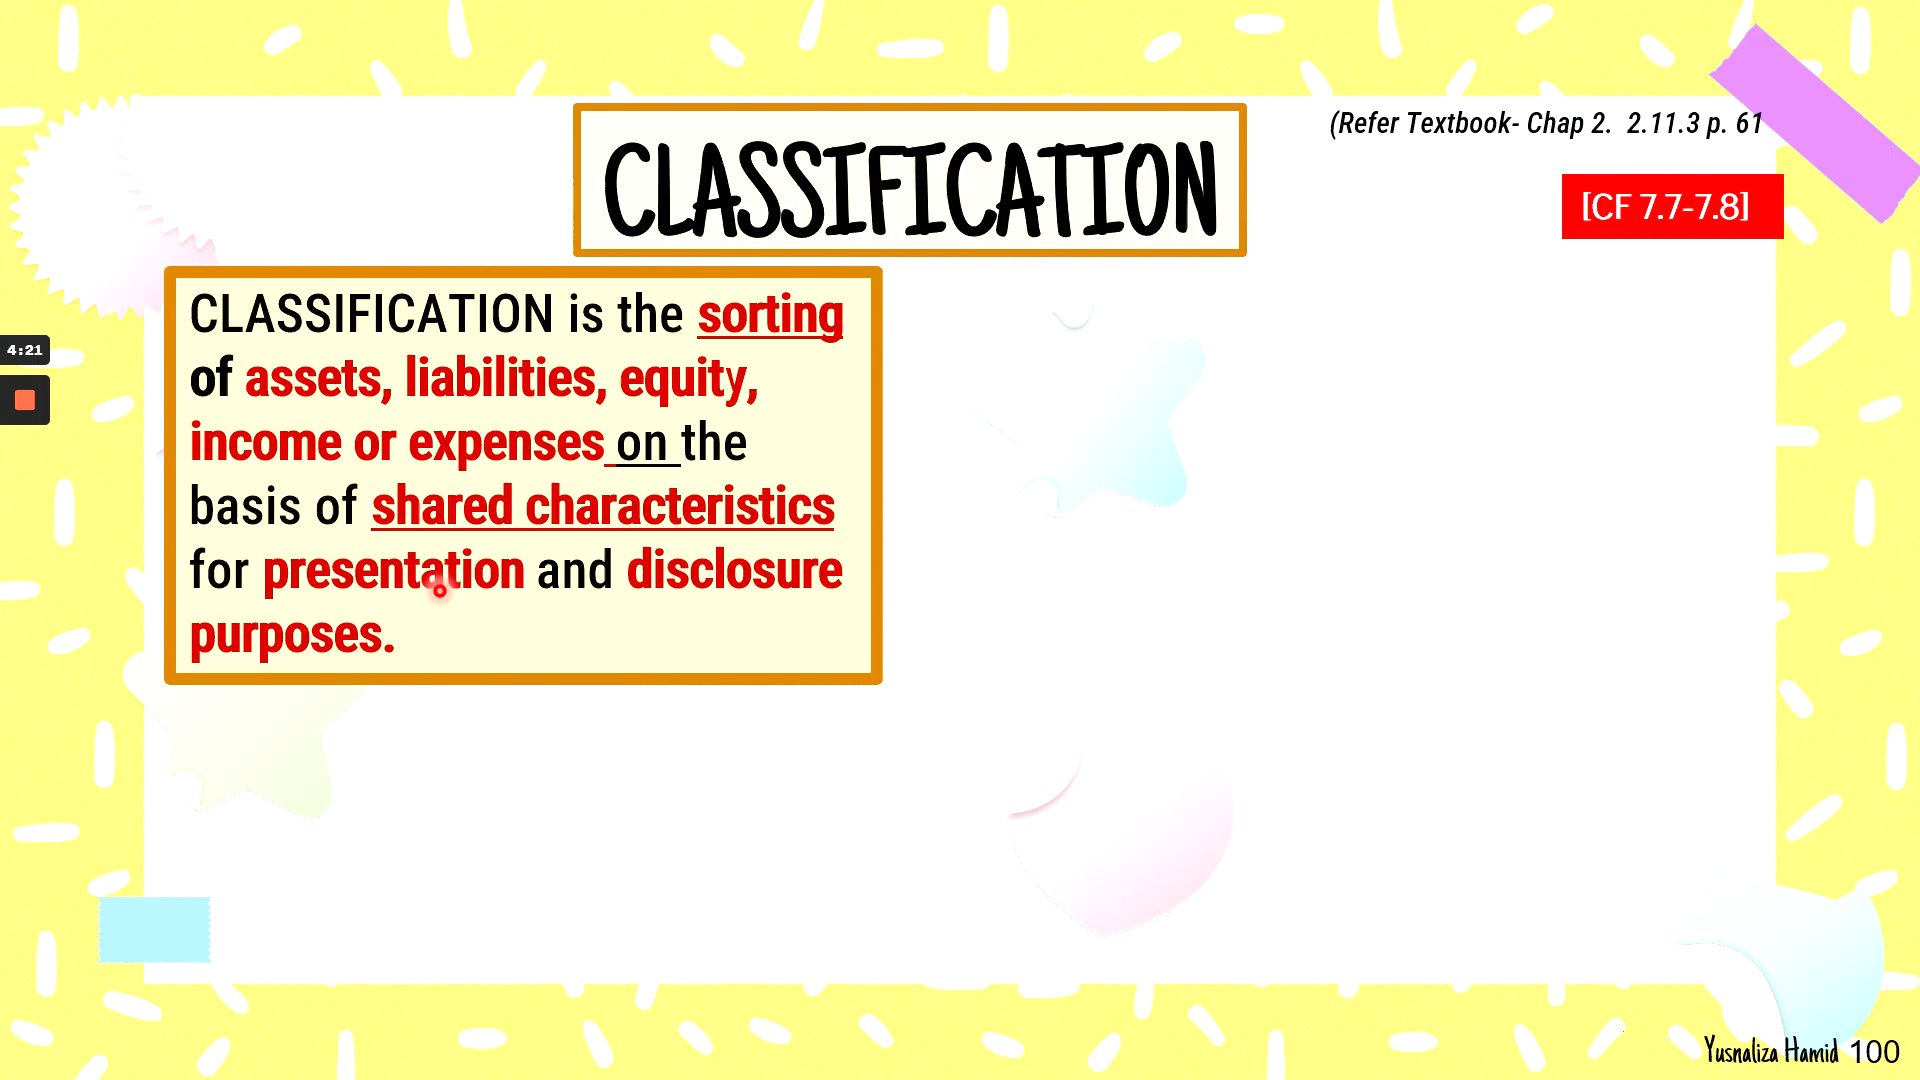 (Refer Textbook- Chap 2. 2.11.3 p. 61
CLASSIFICATION
[CF 7.7-7.8]
CLASSIFICATION is the sorting
of assets, liabilities, equity,
income or expenses on the
basis of shared characteristics
for presentation and disclosure
purposes.
4:21
Yusnaliza Hamid 100